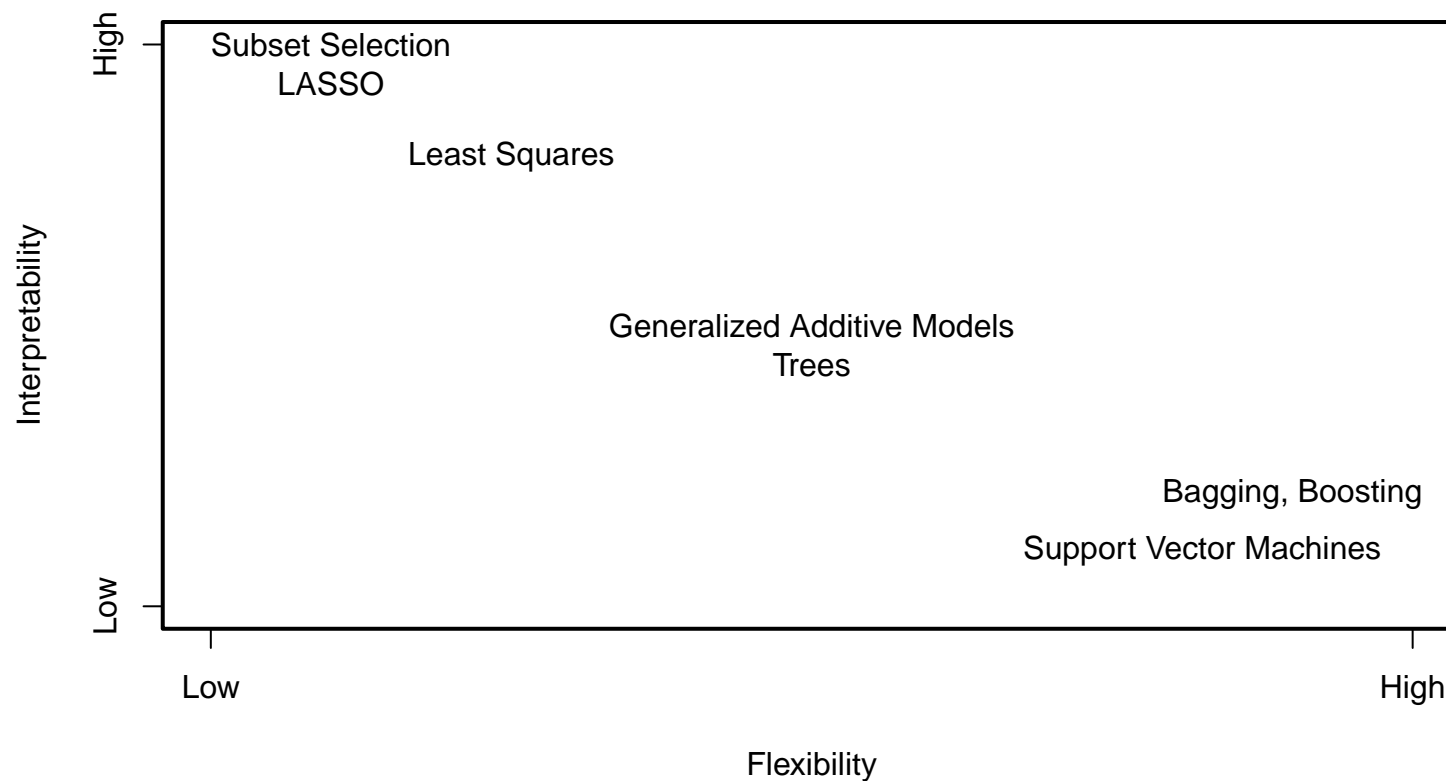 High
Subset Selection
LASSO
Least Squares
Interpretability
Generalized Additive Models
Trees
Bagging, Boosting
Support Vector Machines
Low
Low
High
Flexibility